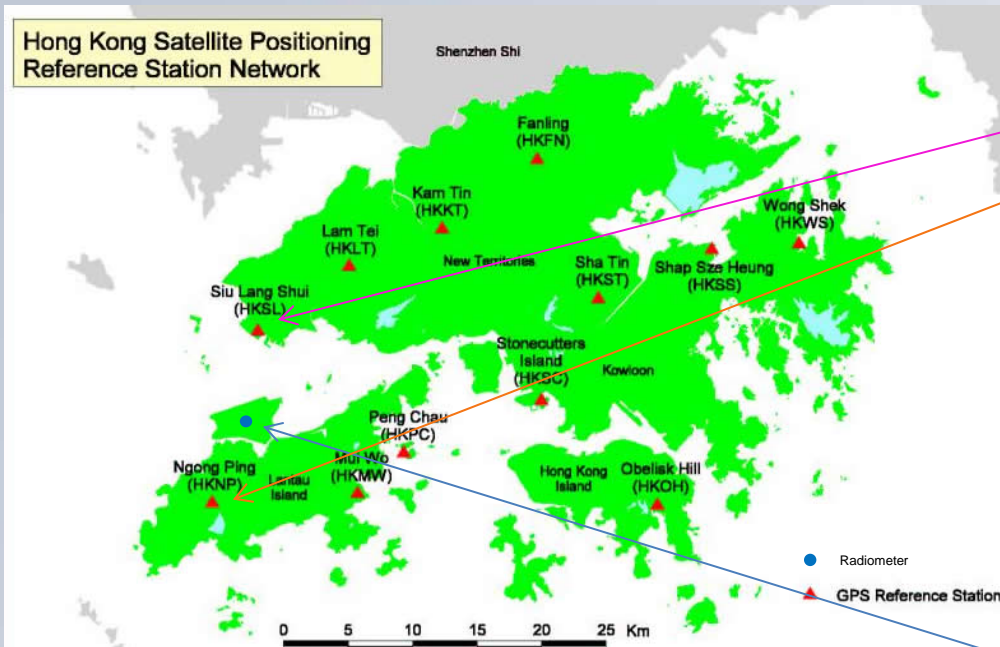 Hong Kong Satellite Positioning
Reference Station Network
Shenzhen Shi
Fanling
(HKFN)
Kam Tin
(HKKT)
Wong Shek
(HKWS)
Lam Tei
(HKLT)
New Territories
Sha Tin
(HKST)
Shap Sze Heung
(HKSS)
Siu Lang Shui
(HKSL)
Stonecutters
Island
(HKSC)
Kowloon
Peng Chau
(HKPC)
Mui Wo
(HKMW)
Ngong Ping
(HKNP)
Lantau
Island
Hong Kong
Island
Obelisk Hill
(HKOH)
Radiometer
GPS Reference Station
0 5 10 15 20 25 Km